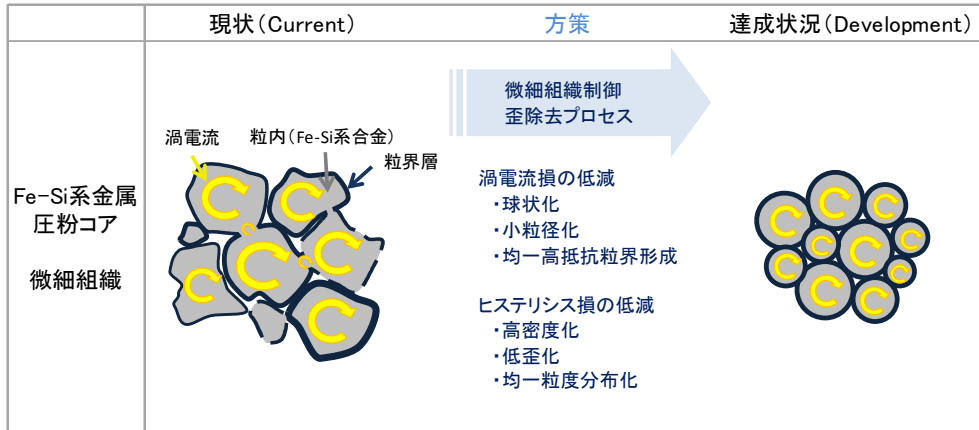 現状(Current)
方策
達成状況(Development)
微細組織制御
歪除去プロセス
渦電流
粒内(Fe-Si系合金)
粒界層
Fe-Si系金属
圧粉コア
微細組織
渦電流損の低減
・球状化
・小粒径化
・均一高抵抗粒界形成
ヒステリシス損の低減
・高密度化
・低歪化
・均一粒度分布化